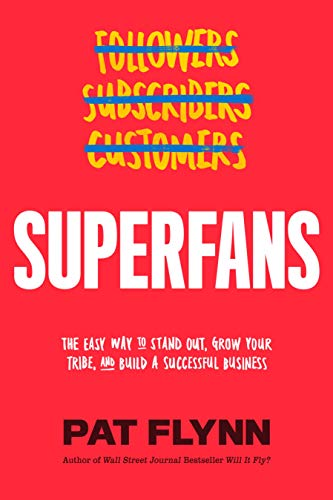 FOLLOWERS
SUBSCRIBERS
CUSTOMERS
SUPERFANS
THE EASY WAY TO STAND OUT, GROW YOUR
TRIBE, AND BUILD A SUCCESSFUL BUSINESS
PAT FLYNN
Author of Wall Street Journal Bestseller Will It Fly?